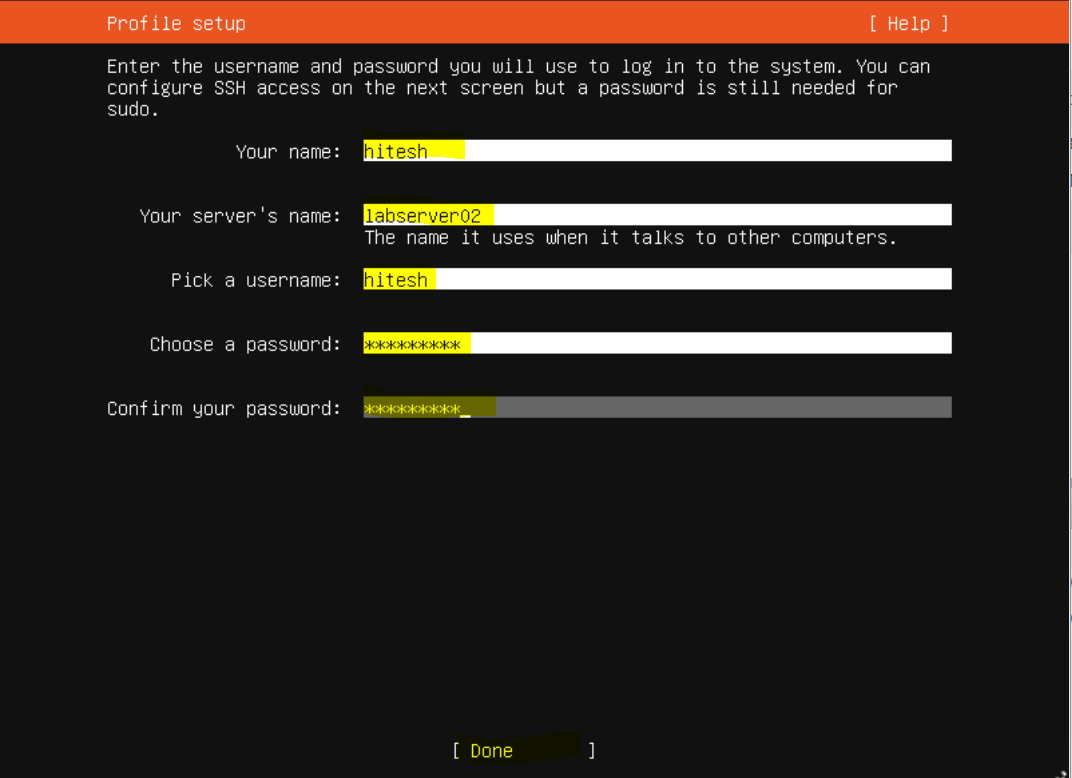 Profile setup [ Help ]
Enter the username and password you will use to log in to the system. You can
configure SSH access on the next screen but a password is still needed for
sudo.
Your name: hitesh
Your server's name: labserver02
The name it uses when it talks to other computers.
Pick a username: hitesh
Choose a password: *********
Confirm your password: *********
[ Done ]